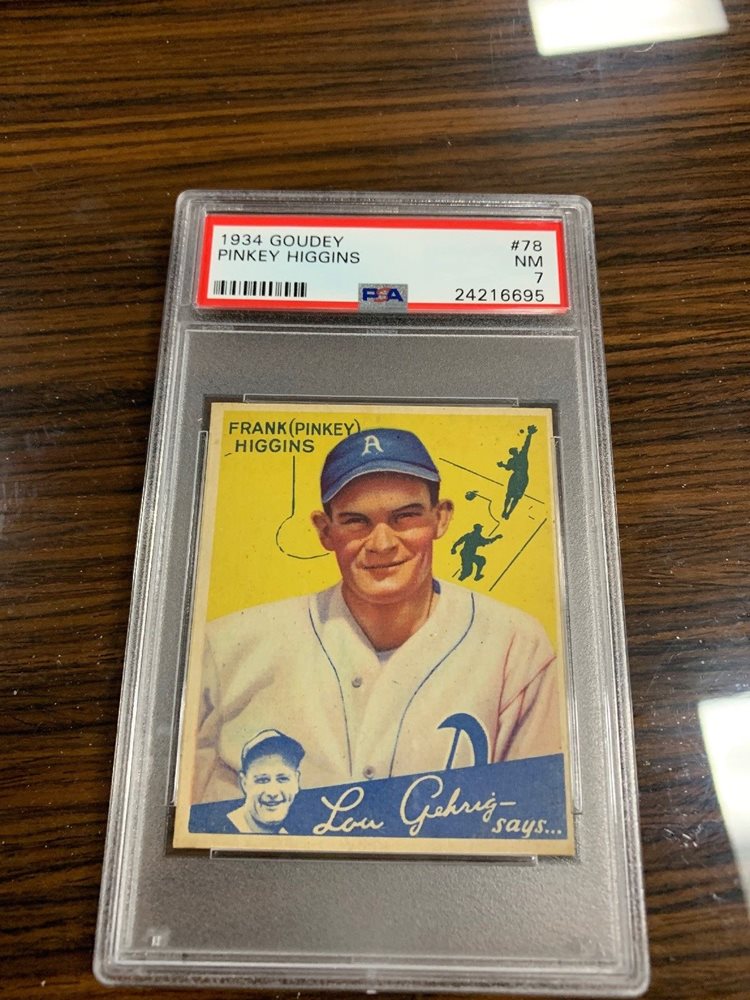 1934 GOUDEY #78
PINKEY HIGGINS NM
7
PSA 24216695
FRANK (PINKEY)
HIGGINS
A
A
Lou Gehrig-
says...